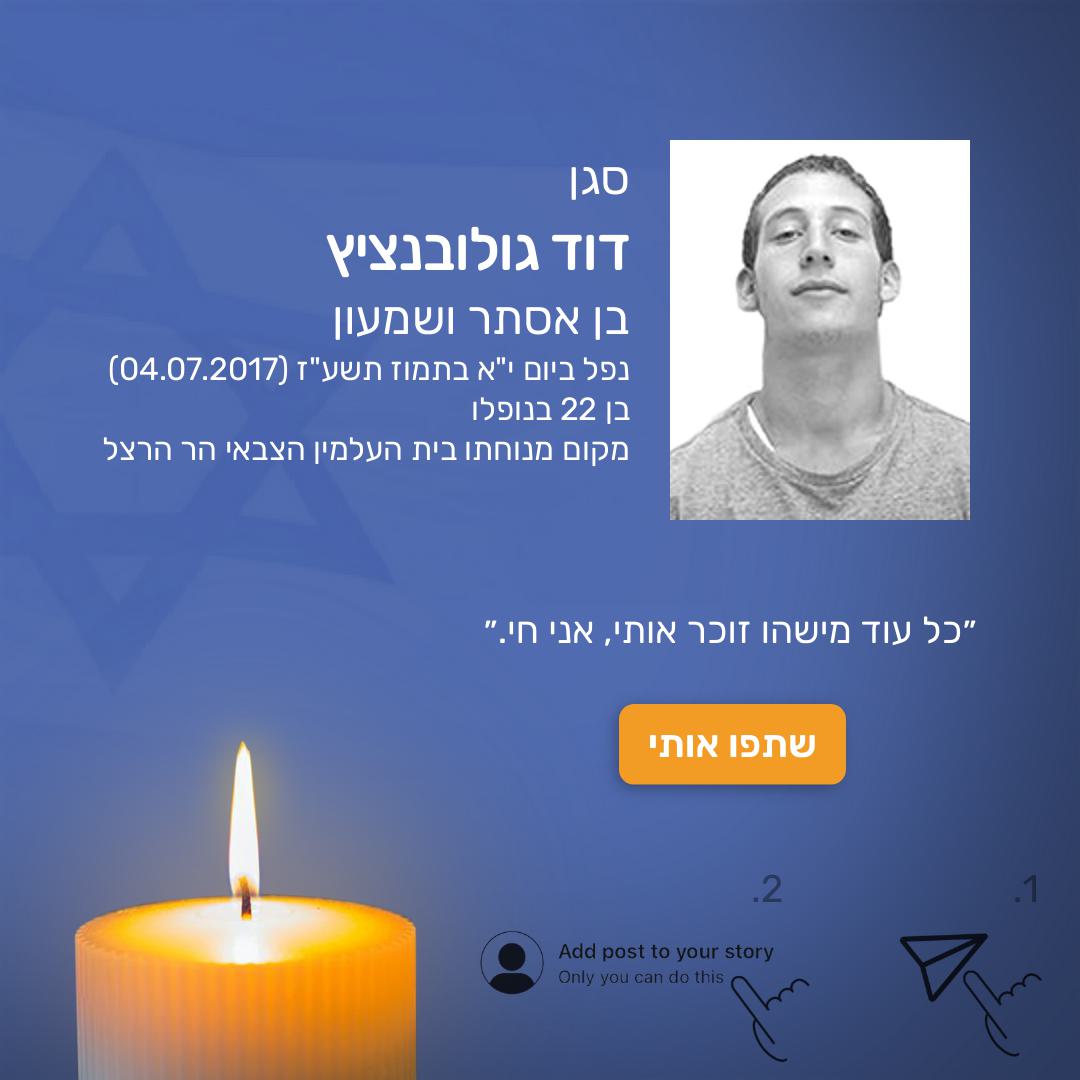 סגן
דוד גולובנציץ
בן אסתר ושמעון
נפל ביום י"א בתמוז תשע"ז (04.07.2017)
בן 22 בנופלו
מקום מנוחתו בית העלמין הצבאי הר הרצל
״כל עוד מישהו זוכר אותי, אני חי.״
שתפו אותי
.1
.2
Add post to your story
Only you can do this